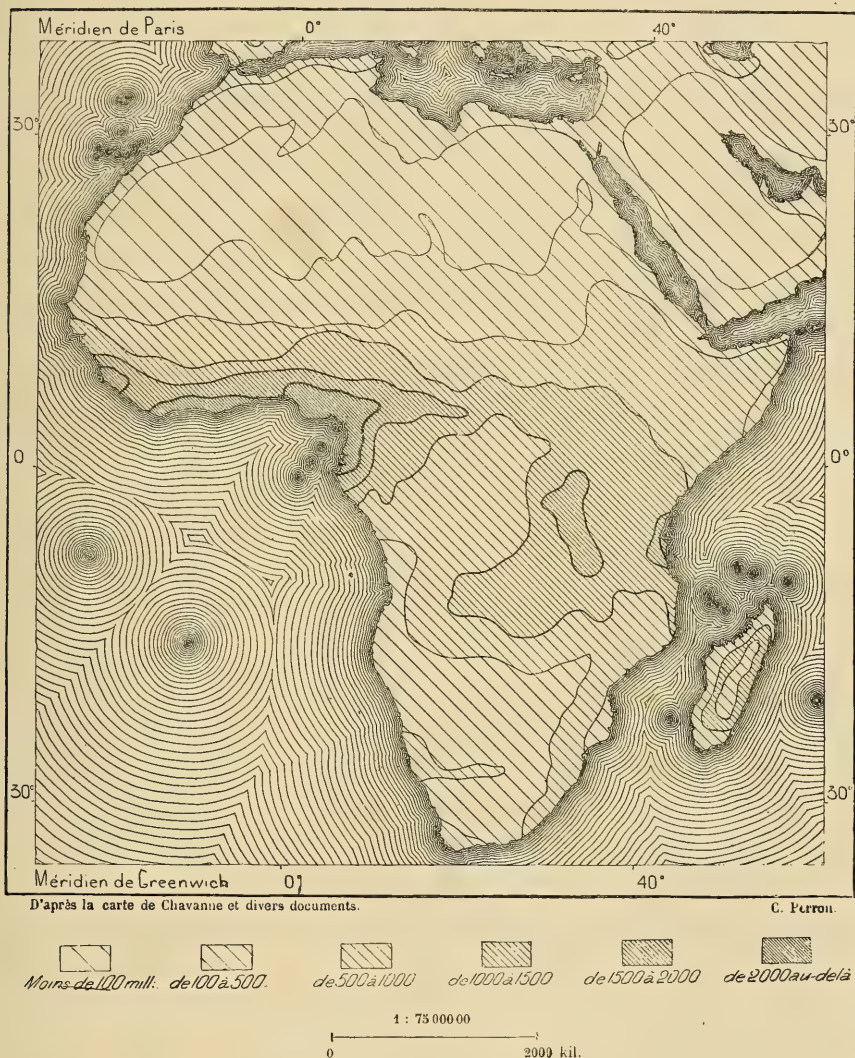 Méridien de Paris 0° 40°
30° 30°
0 0°
30° 30°
Méridien de Greenwich 0 40°
D'après la carte de Chavanne et divers documents. C. Perron.
Moins de 100 mill. de 100 à 500. de 500 à 1000 de 1000 à 1500 de 1500 à 2000 de 2000 au-delà
1 : 75 000 000
0 2000 kil.